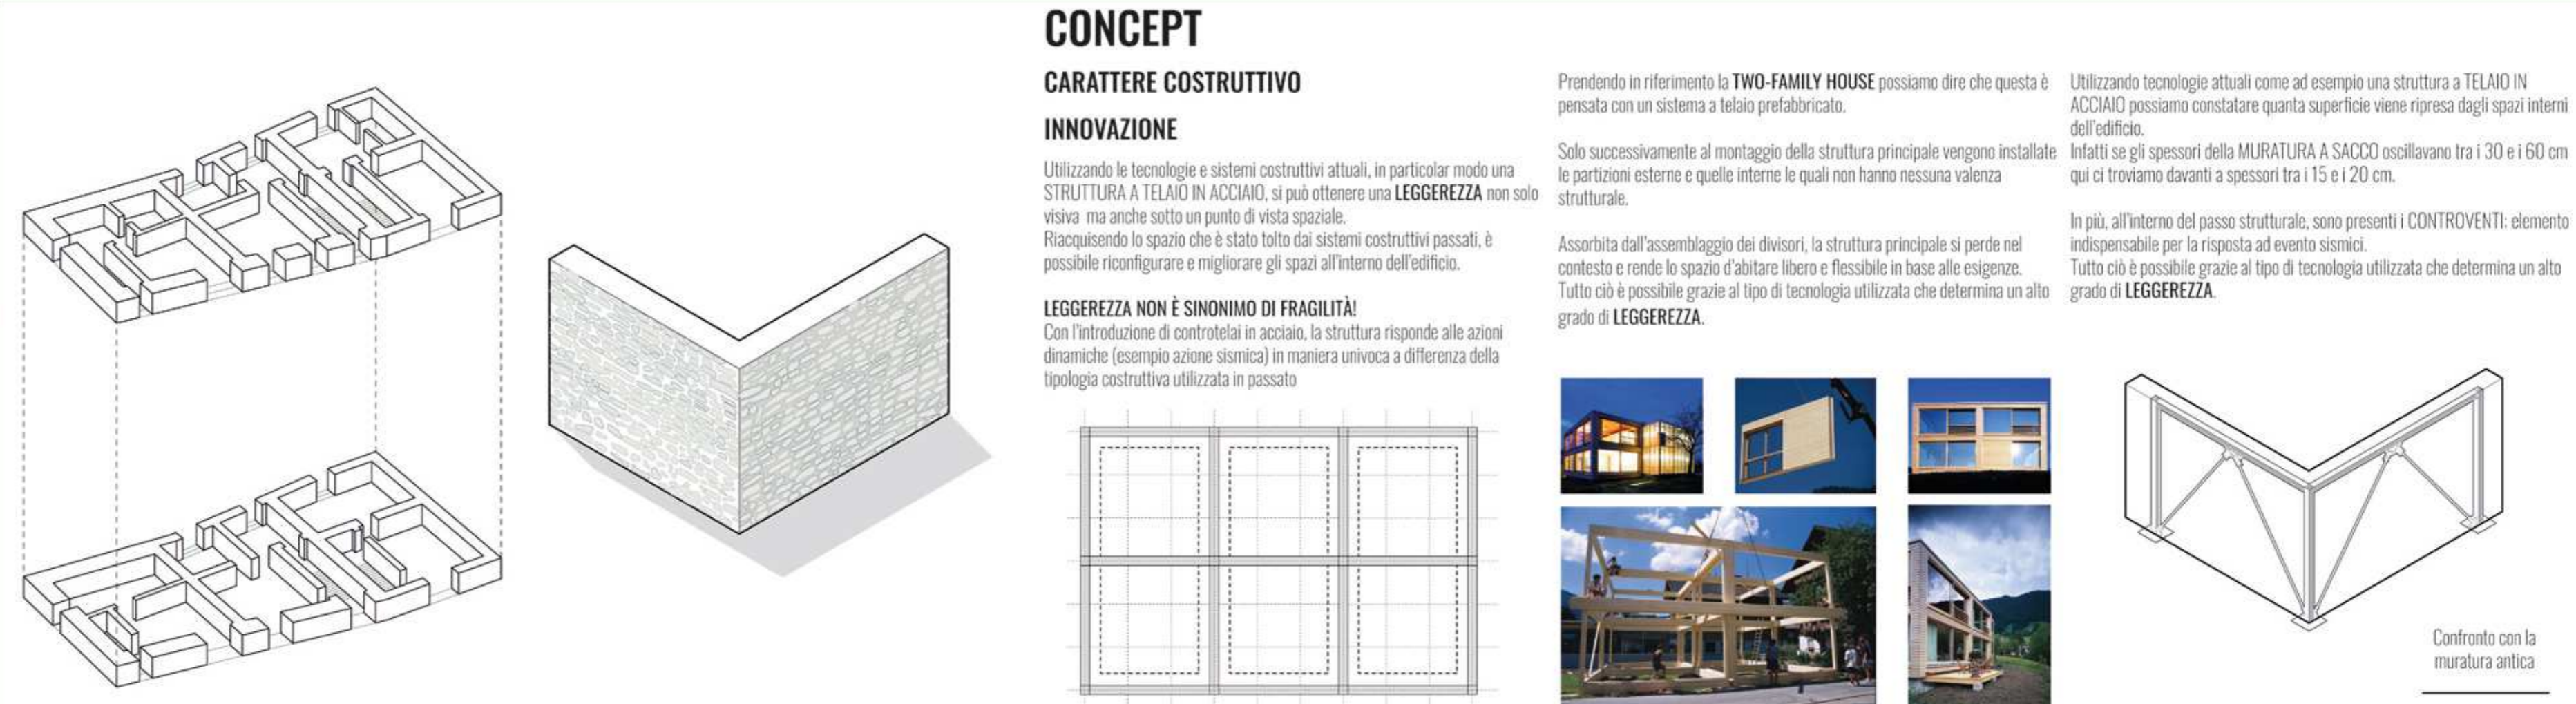 CONCEPT
CARATTERE COSTRUTTIVO
INNOVAZIONE
Utilizzando le tecnologie e sistemi costruttivi attuali, in particolar modo una
STRUTTURA A TELAIO IN ACCIAIO, si può ottenere una LEGGEREZZA non solo
visiva ma anche sotto un punto di vista spaziale.
Riacquisendo lo spazio che è stato tolto dai sistemi costruttivi passati, è
possibile riconfigurare e migliorare gli spazi all'interno dell'edificio.
LEGGEREZZA NON È SINONIMO DI FRAGILITÀ!
Con l'introduzione di controtelai in acciaio, la struttura risponde alle azioni
dinamiche (esempio azione sismica) in maniera univoca a differenza della
tipologia costruttiva utilizzata in passato
Prendendo in riferimento la TWO-FAMILY HOUSE possiamo dire che questa è
pensata con un sistema a telaio prefabbricato.
Solo successivamente al montaggio della struttura principale vengono installate
le partizioni esterne e quelle interne le quali non hanno nessuna valenza
strutturale.
Assorbita dall'assemblaggio dei divisori, la struttura principale si perde nel
contesto e rende lo spazio d'abitare libero e flessibile in base alle esigenze.
Tutto ciò è possibile grazie al tipo di tecnologia utilizzata che determina un alto
grado di LEGGEREZZA.
Utilizzando tecnologie attuali come ad esempio una struttura a TELAIO IN
ACCIAIO possiamo constatare quanta superficie viene ripresa dagli spazi interni
dell'edificio.
Infatti se gli spessori della MURATURA A SACCO oscillavano tra i 30 e i 60 cm
qui ci troviamo davanti a spessori tra i 15 e i 20 cm.
In più, all'interno del passo strutturale, sono presenti i CONTROVENTI: elemento
indispensabile per la risposta ad evento sismici.
Tutto ciò è possibile grazie al tipo di tecnologia utilizzata che determina un alto
grado di LEGGEREZZA.
Confronto con la
muratura antica